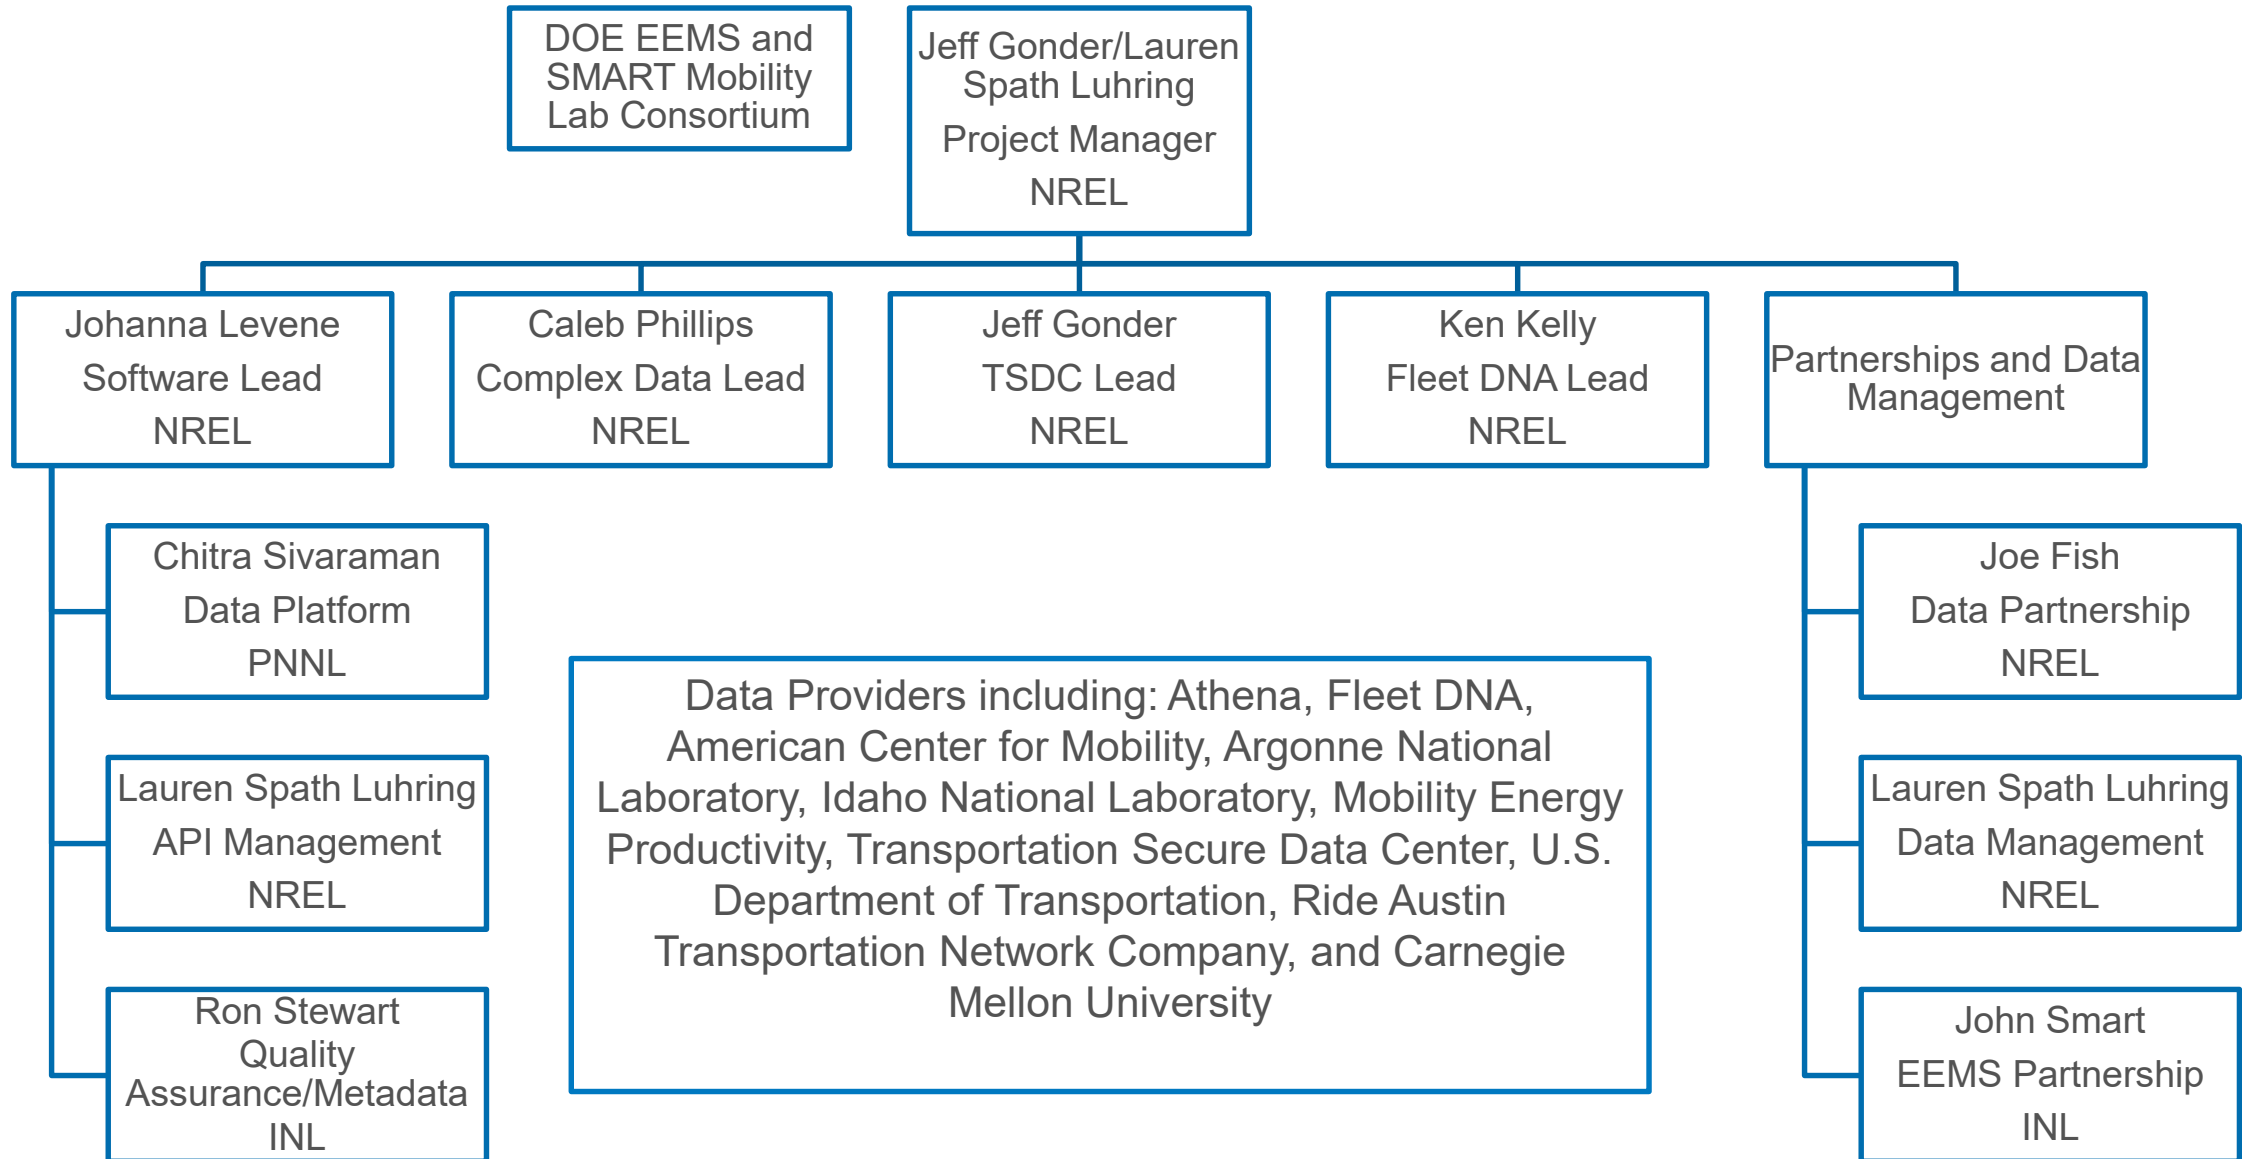 DOE EEMS and
SMART Mobility
Lab Consortium
Jeff Gonder/Lauren
Spath Luhring
Project Manager
NREL
Johanna Levene
Software Lead
NREL
Caleb Phillips
Complex Data Lead
NREL
Jeff Gonder
TSDC Lead
NREL
Ken Kelly
Fleet DNA Lead
NREL
Partnerships and Data
Management
Chitra Sivaraman
Data Platform
PNNL
Lauren Spath Luhring
API Management
NREL
Ron Stewart
Quality
Assurance/Metadata
INL
Data Providers including: Athena, Fleet DNA,
American Center for Mobility, Argonne National
Laboratory, Idaho National Laboratory, Mobility Energy
Productivity, Transportation Secure Data Center, U.S.
Department of Transportation, Ride Austin
Transportation Network Company, and Carnegie
Mellon University
Joe Fish
Data Partnership
NREL
Lauren Spath Luhring
Data Management
NREL
John Smart
EEMS Partnership
INL